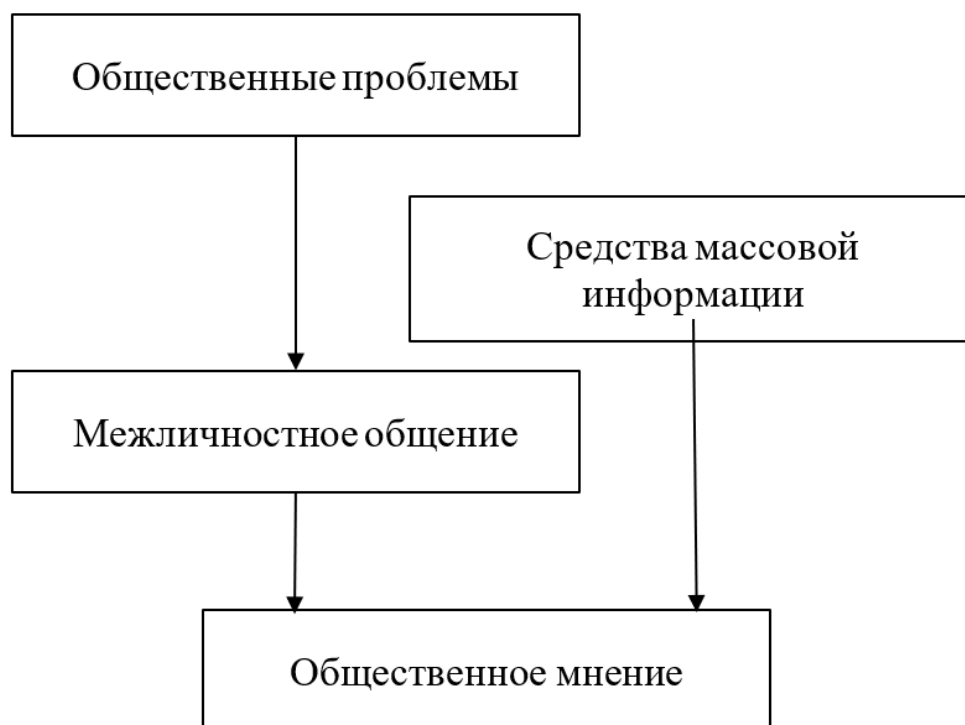 Общественные проблемы
Средства массовой
информации
Межличностное общение
Общественное мнение